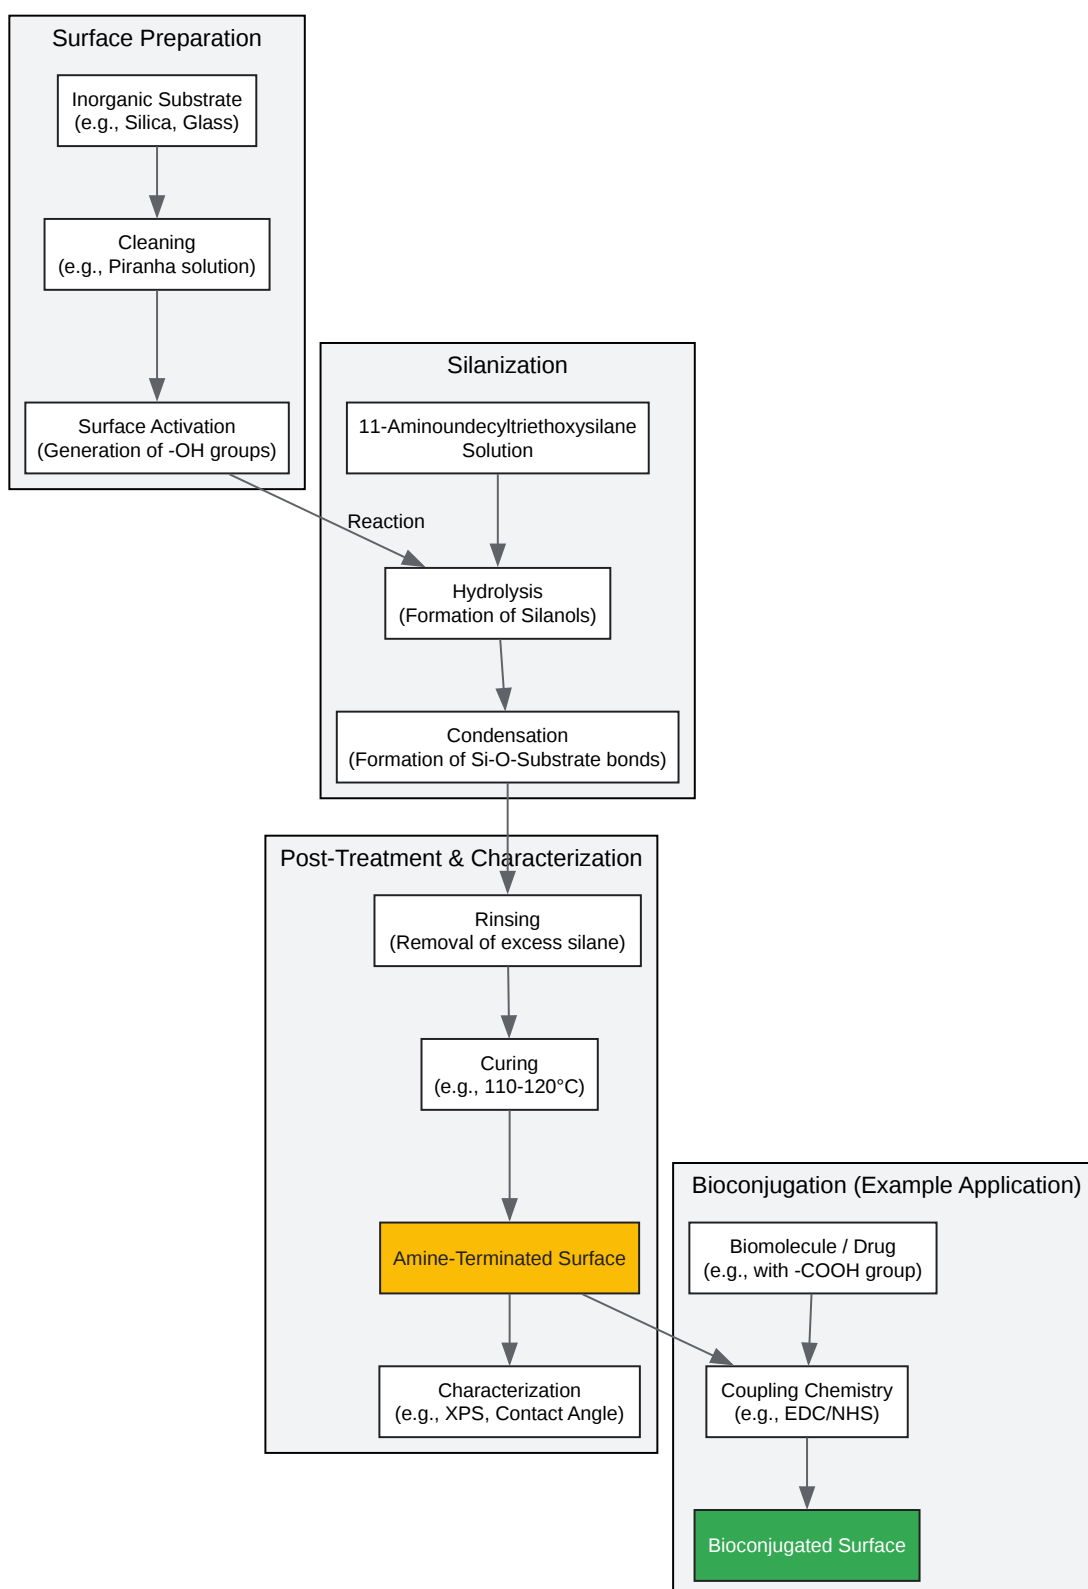 Surface Preparation
Inorganic Substrate
(e.g., Silica, Glass)
Cleaning
(e.g., Piranha solution)
Surface Activation
(Generation of -OH groups)
Silanization
11-Aminoundecyltriethoxysilane
Solution
Reaction
Hydrolysis
(Formation of Silanols)
Condensation
(Formation of Si-O-Substrate bonds)
Post-Treatment & Characterization
Rinsing
(Removal of excess silane)
Curing
(e.g., 110-120°C)
Amine-Terminated Surface
Characterization
(e.g., XPS, Contact Angle)
Bioconjugation (Example Application)
Biomolecule / Drug
(e.g., with -COOH group)
Coupling Chemistry
(e.g., EDC/NHS)
Bioconjugated Surface